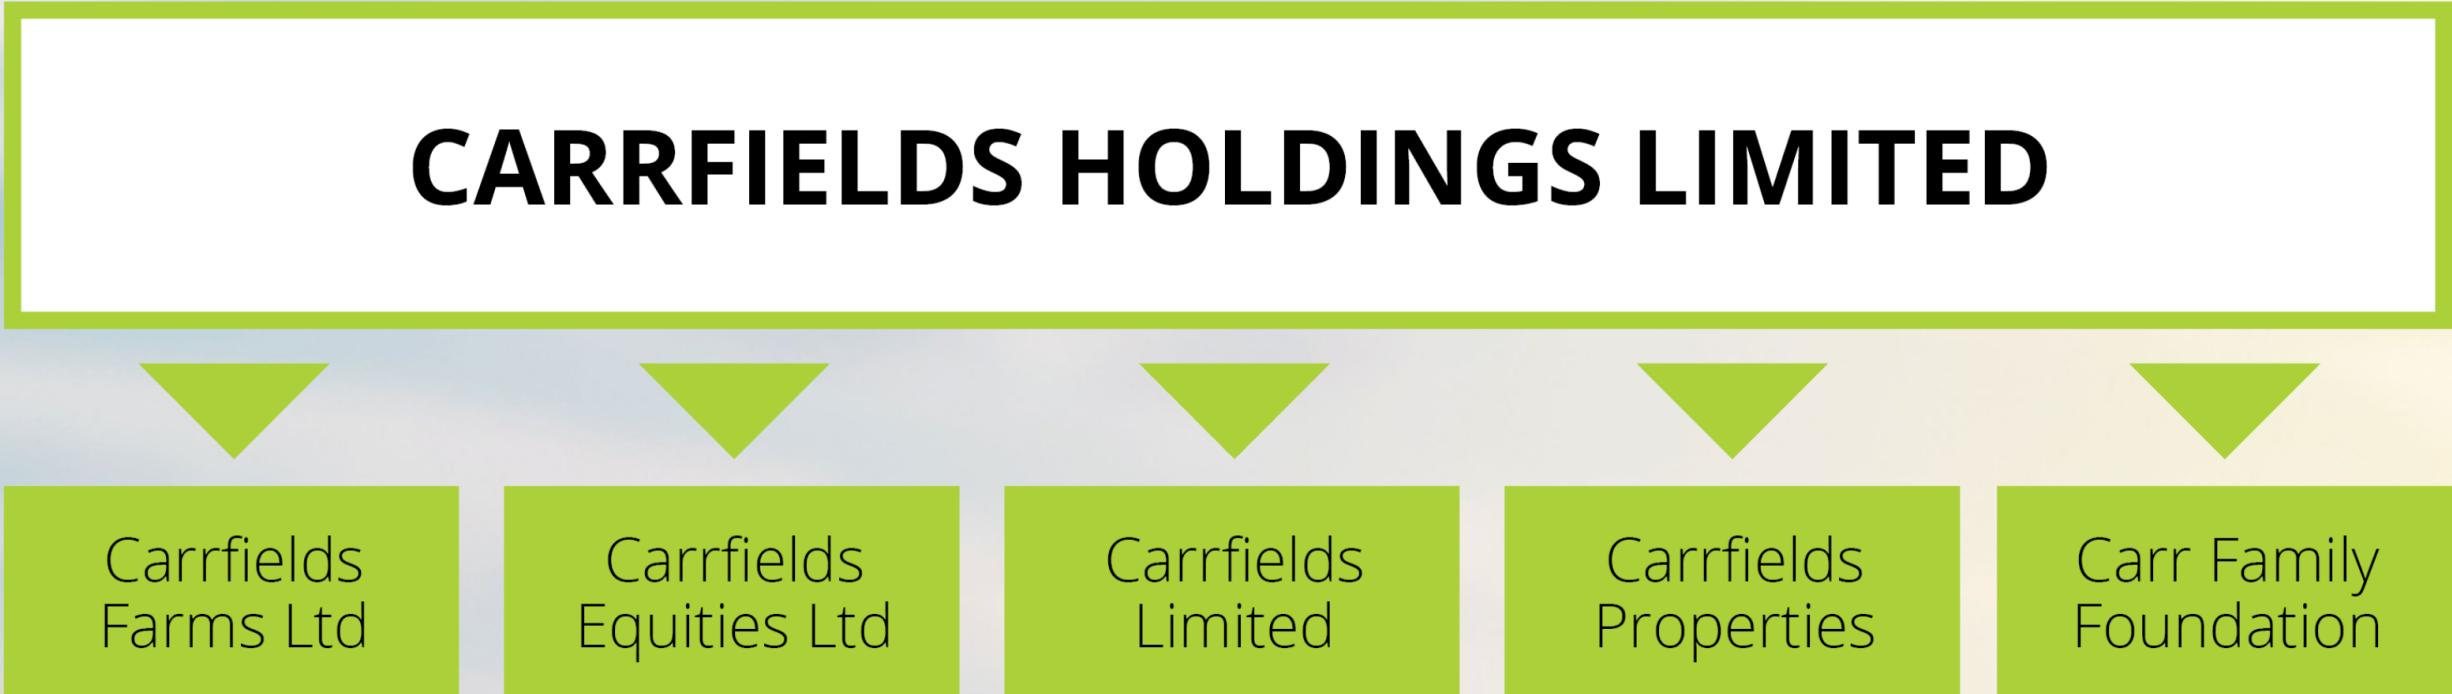 CARRFIELDS HOLDINGS LIMITED
Carrfields
Farms Ltd
Carrfields
Equities Ltd
Carrfields
Limited
Carrfields
Properties
Carr Family
Foundation